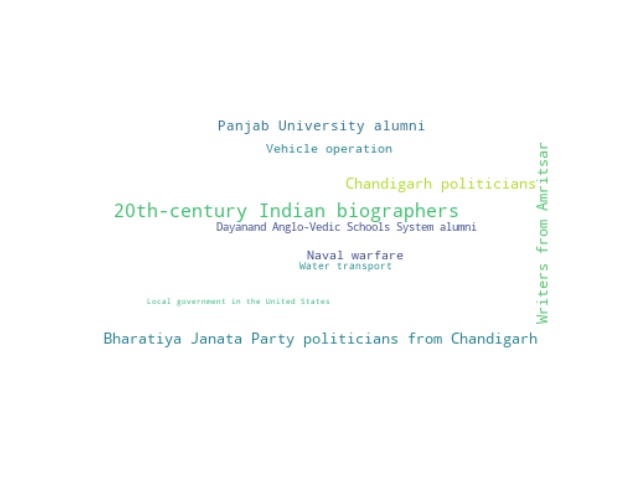 Panjab University alumni
Vehicle operation
Chandigarh politicians
20th-century Indian biographers
Dayanand Anglo-Vedic Schools System alumni
Naval warfare
Water transport
Local government in the United States
Bharatiya Janata Party politicians from Chandigarh
Writers from Amritsar